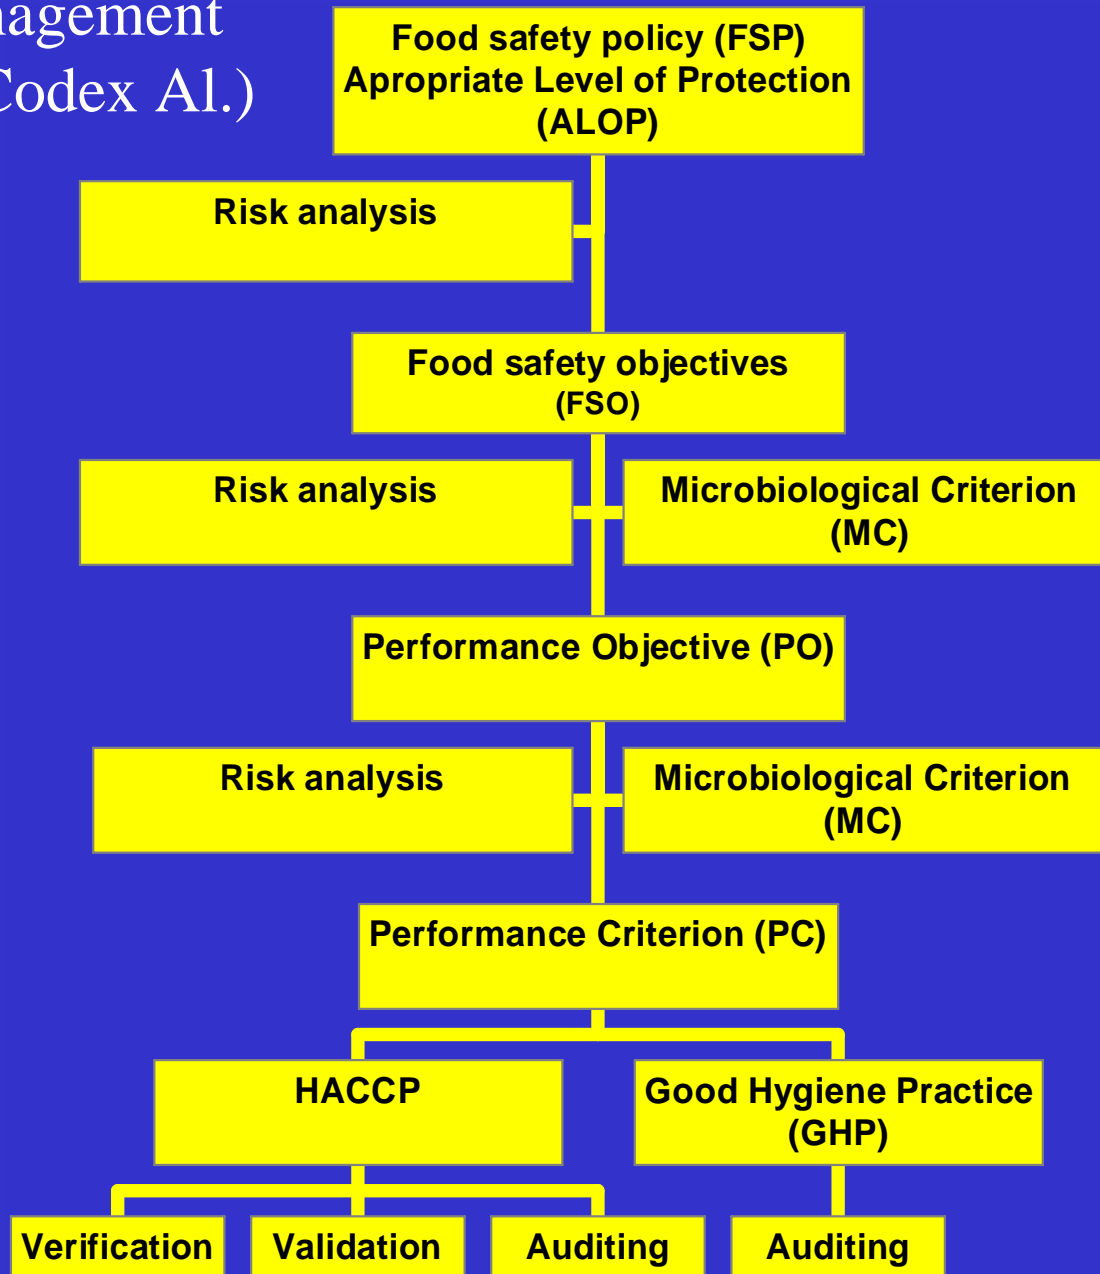 nagement
Codex Al.)
Food safety policy (FSP)
Apropriate Level of Protection
(ALOP)
Risk analysis
Food safety objectives
(FSO)
Risk analysis
Microbiological Criterion
(MC)
Performance Objective (PO)
Risk analysis
Microbiological Criterion
(MC)
Performance Criterion (PC)
HACCP
Good Hygiene Practice
(GHP)
Verification
Validation
Auditing
Auditing